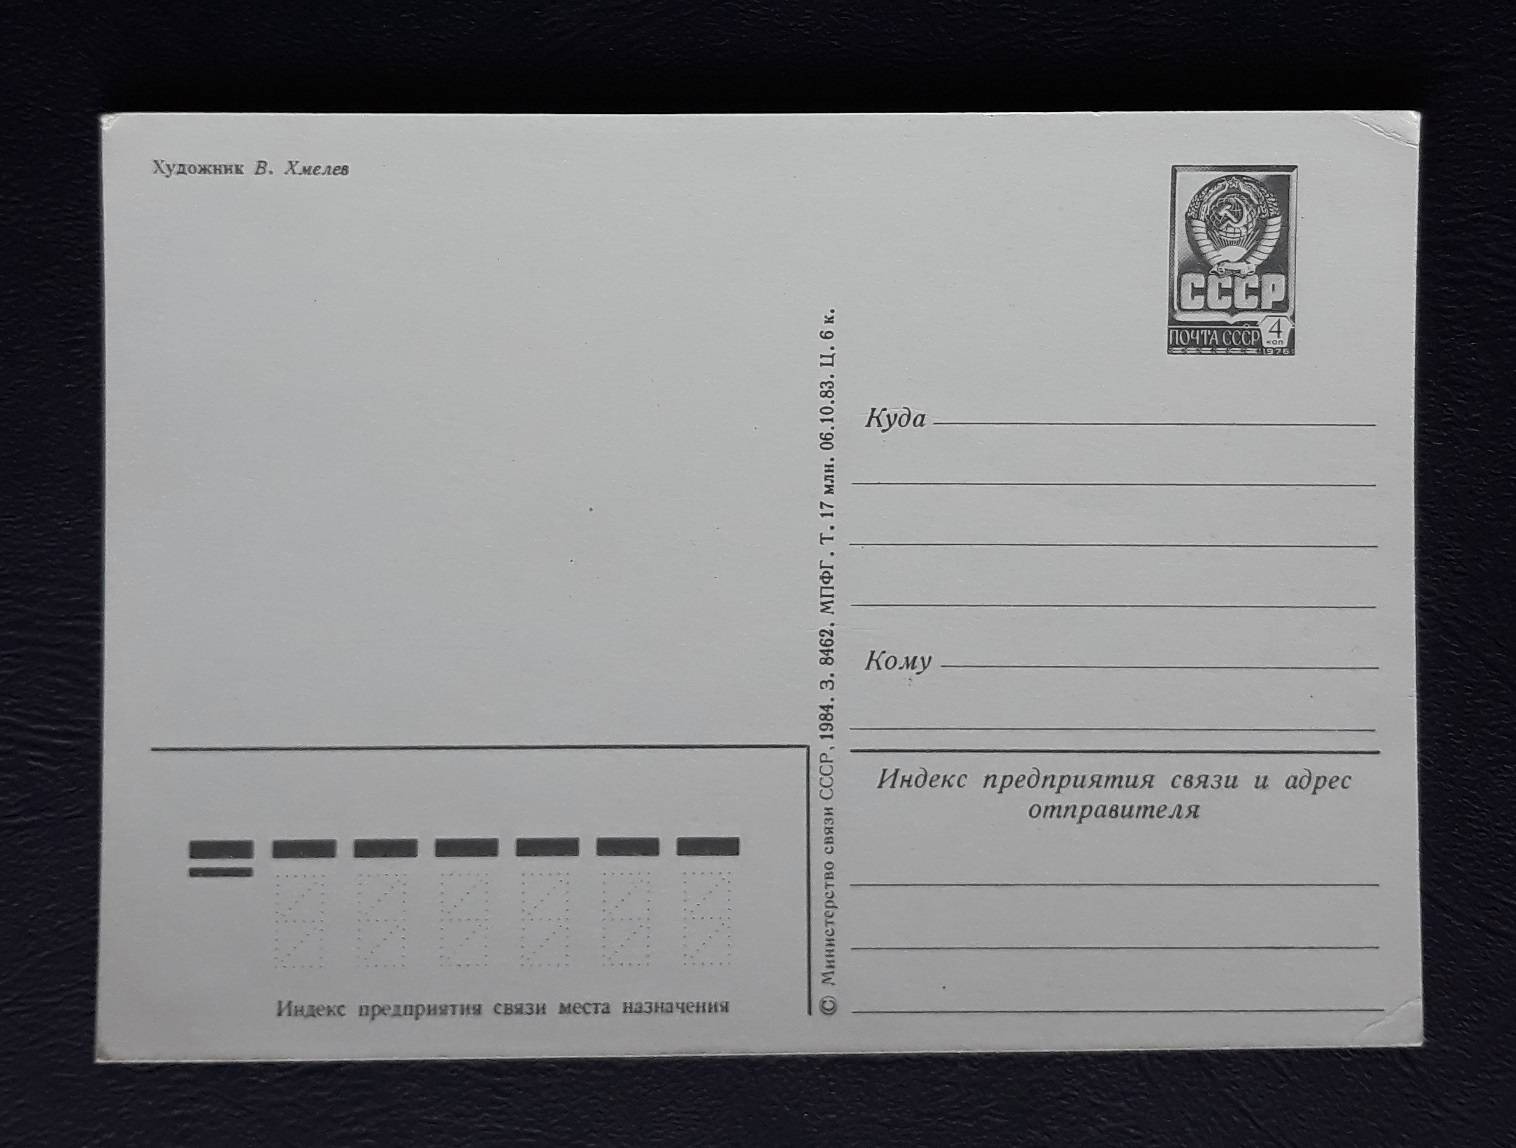 Художник В. Хмелев
СССР
ПОЧТА СССР 4
коп
1976
Куда
Кому
Индекс предприятия связи и адрес
отправителя
© Министерство связи СССР, 1984. З. 8462. МПФГ. Т. 17 млн. 06.10.83. Ц. 6 к.
Индекс предприятия связи места назначения